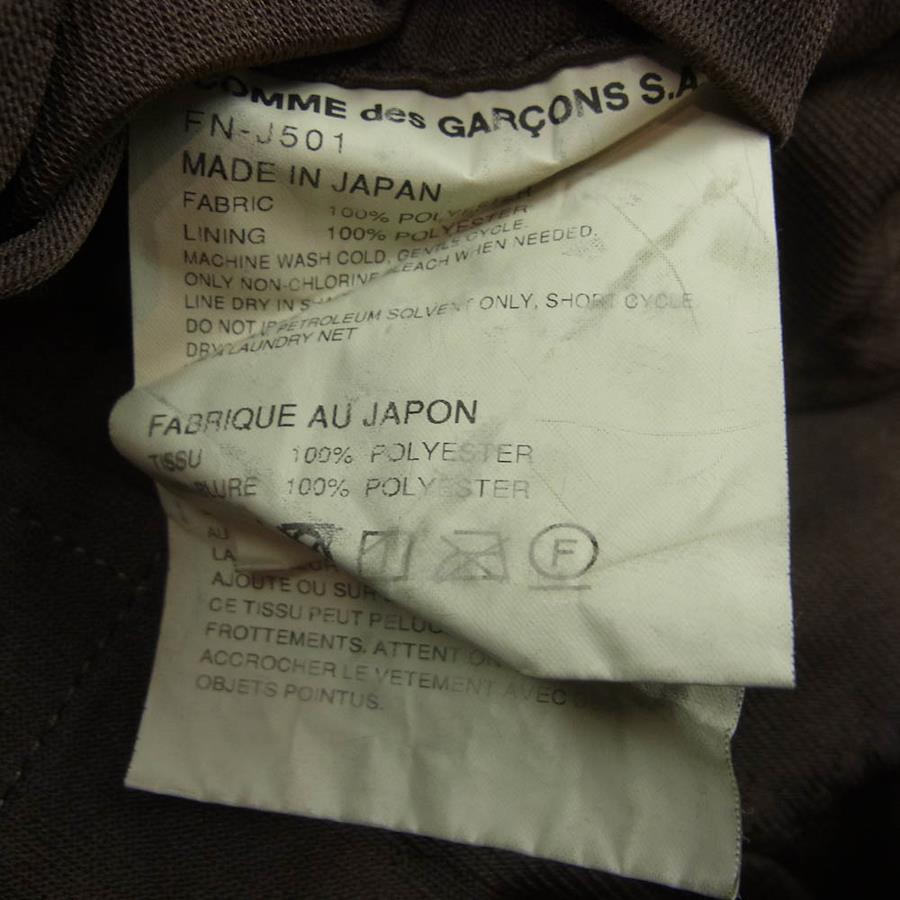 COMME des GARÇONS S.A.
FN-J501
MADE IN JAPAN
FABRIC 100% POLYESTER
LINING 100% POLYESTER
MACHINE WASH COLD, GENTLE CYCLE.
ONLY NON-CHLORINE BLEACH WHEN NEEDED.
LINE DRY IN
DO NOT PETROLEUM SOLVENT ONLY, SHORT CYCLE
DRY LAUNDRY NET
FABRIQUE AU JAPON
TISSU 100% POLYESTER
100% POLYESTER
F
AU
AJOUTE OU SUR
CE TISSU PEUT
FROTTEMENTS. ATTENTION
ACCROCHER LE VETEMENT AVEC
OBJETS POINTUS.